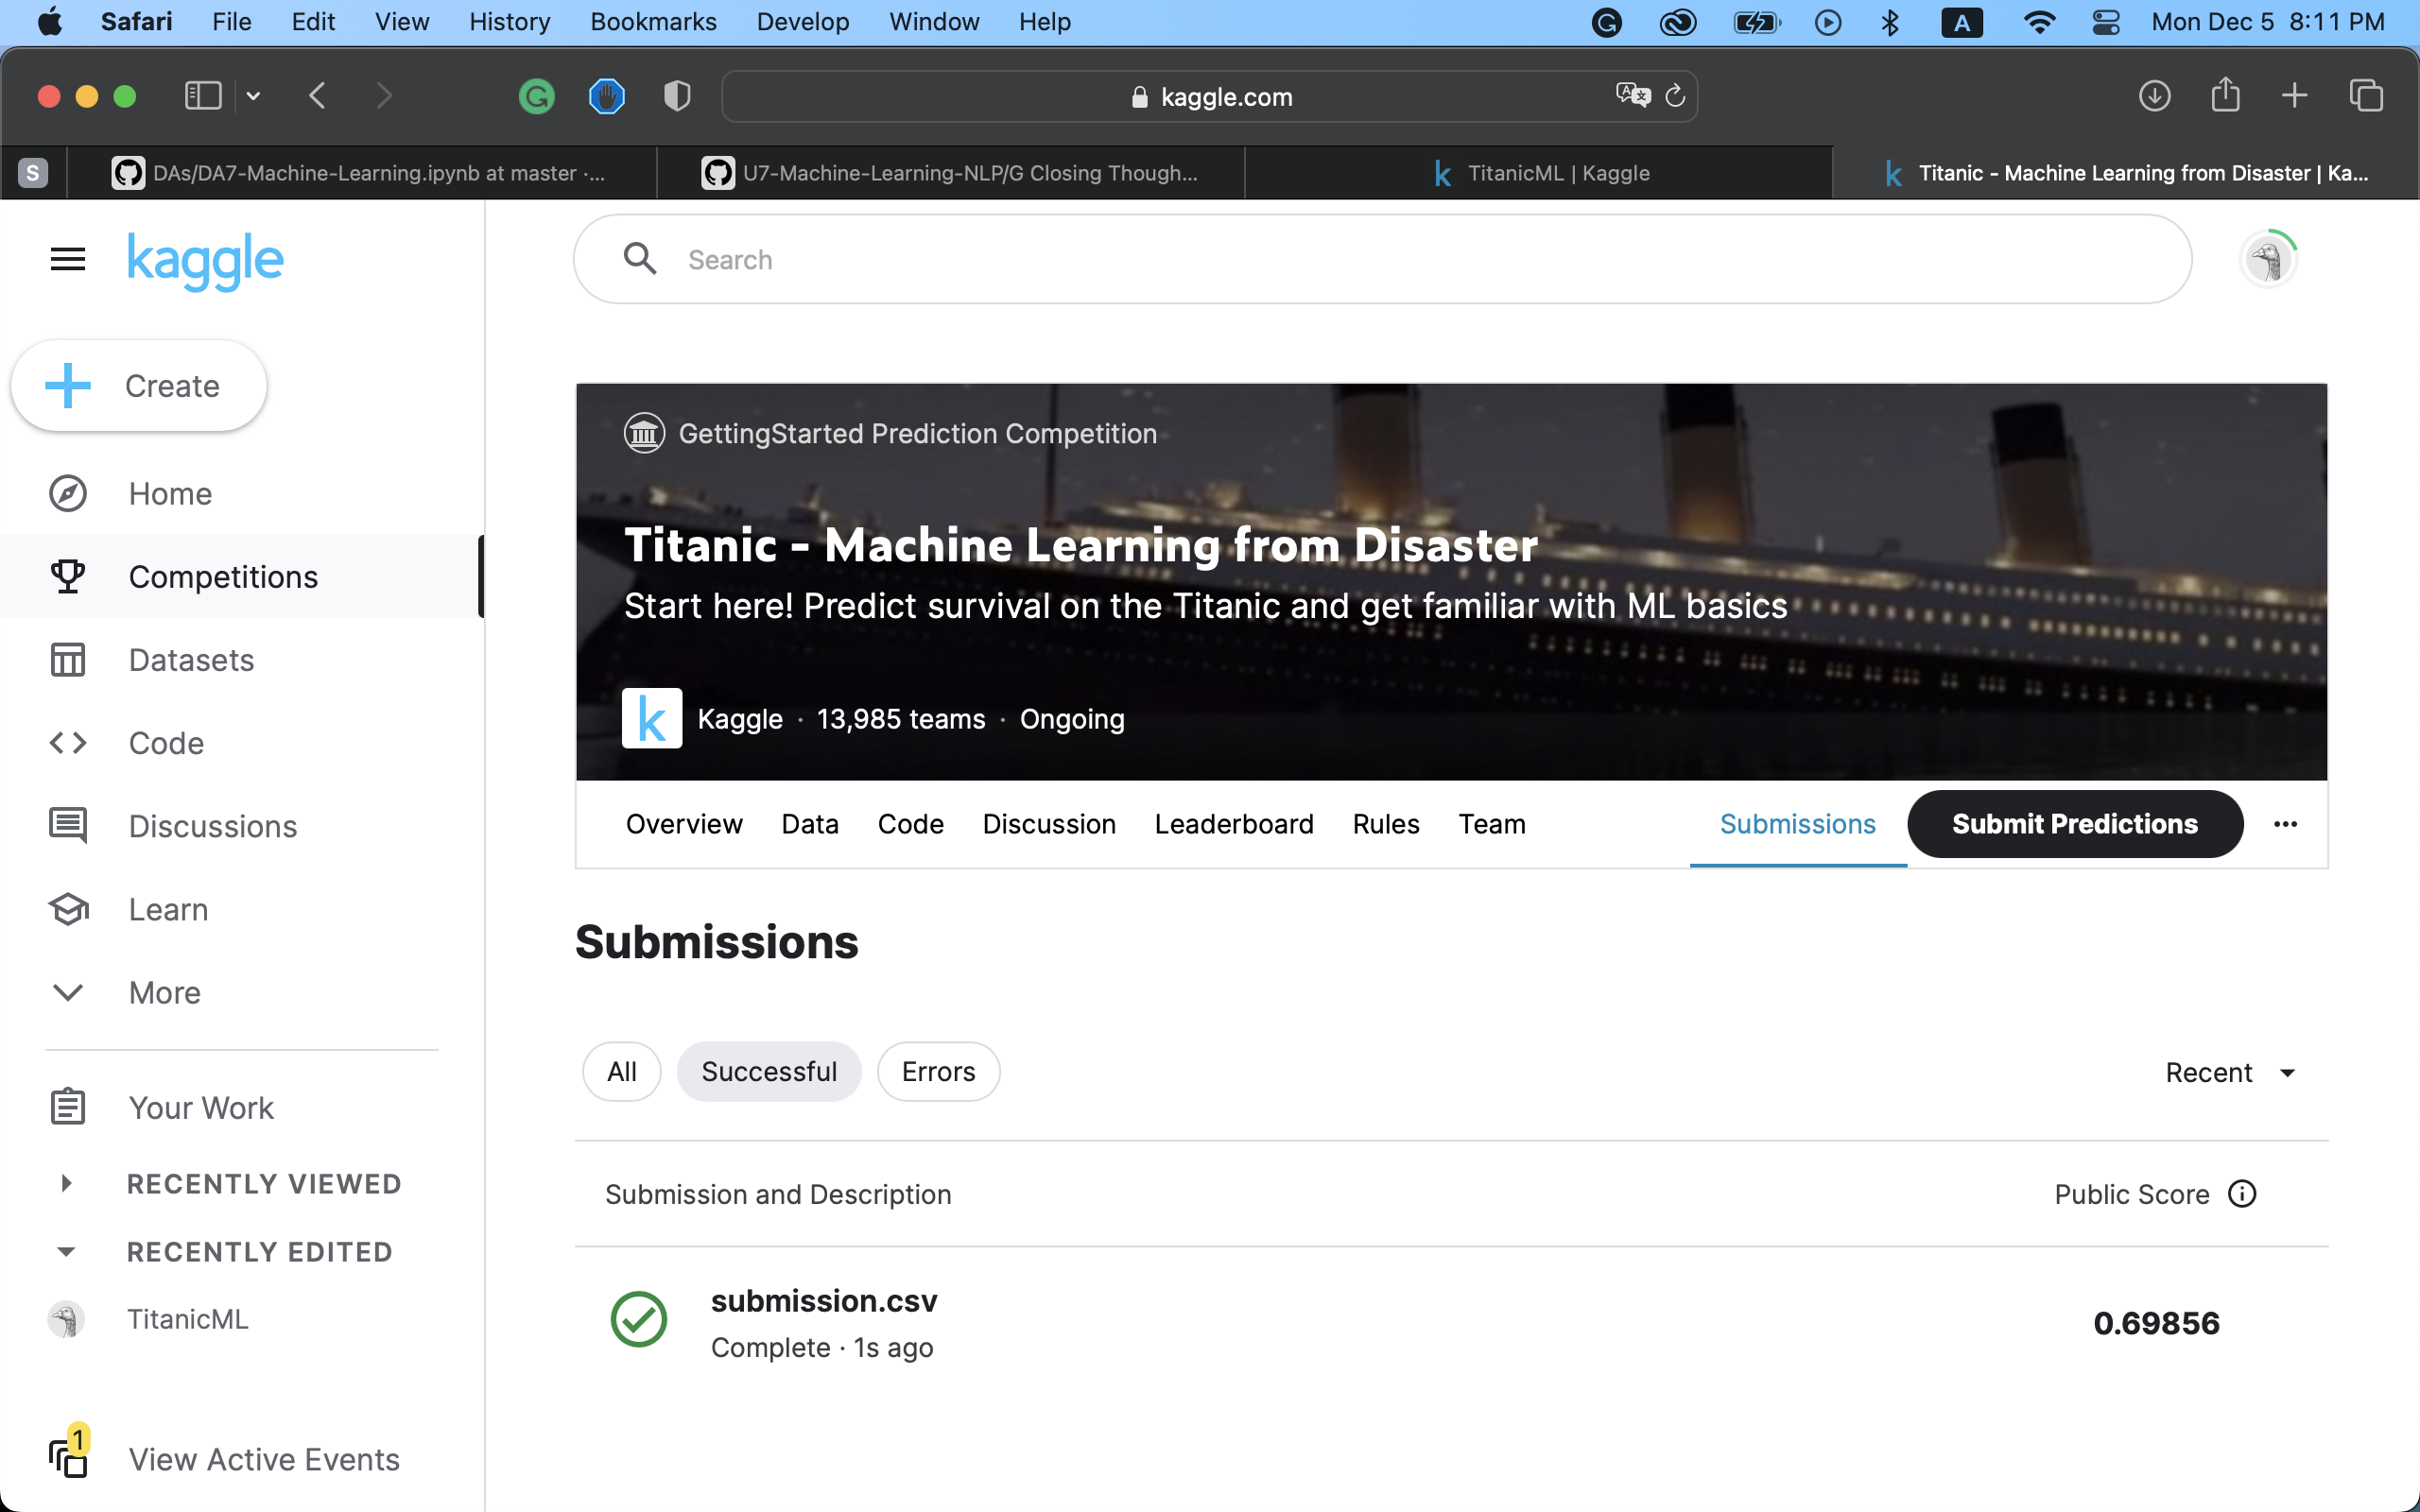 Safari File Edit View History Bookmarks Develop Window Help A Mon Dec 5 8:11 PM
kaggle.com
S DAs/DA7-Machine-Learning.ipynb at master ·... U7-Machine-Learning-NLP/G Closing Though... k TitanicML | Kaggle k Titanic - Machine Learning from Disaster | Ka...
kaggle
Search
Create
Home
Competitions
Datasets
Code
Discussions
Learn
More
Your Work
RECENTLY VIEWED
RECENTLY EDITED
TitanicML
1
View Active Events
GettingStarted Prediction Competition
Titanic - Machine Learning from Disaster
Start here! Predict survival on the Titanic and get familiar with ML basics
k Kaggle · 13,985 teams · Ongoing
Overview Data Code Discussion Leaderboard Rules Team Submissions Submit Predictions
Submissions
All Successful Errors Recent
Submission and Description Public Score
submission.csv
Complete · 1s ago
0.69856